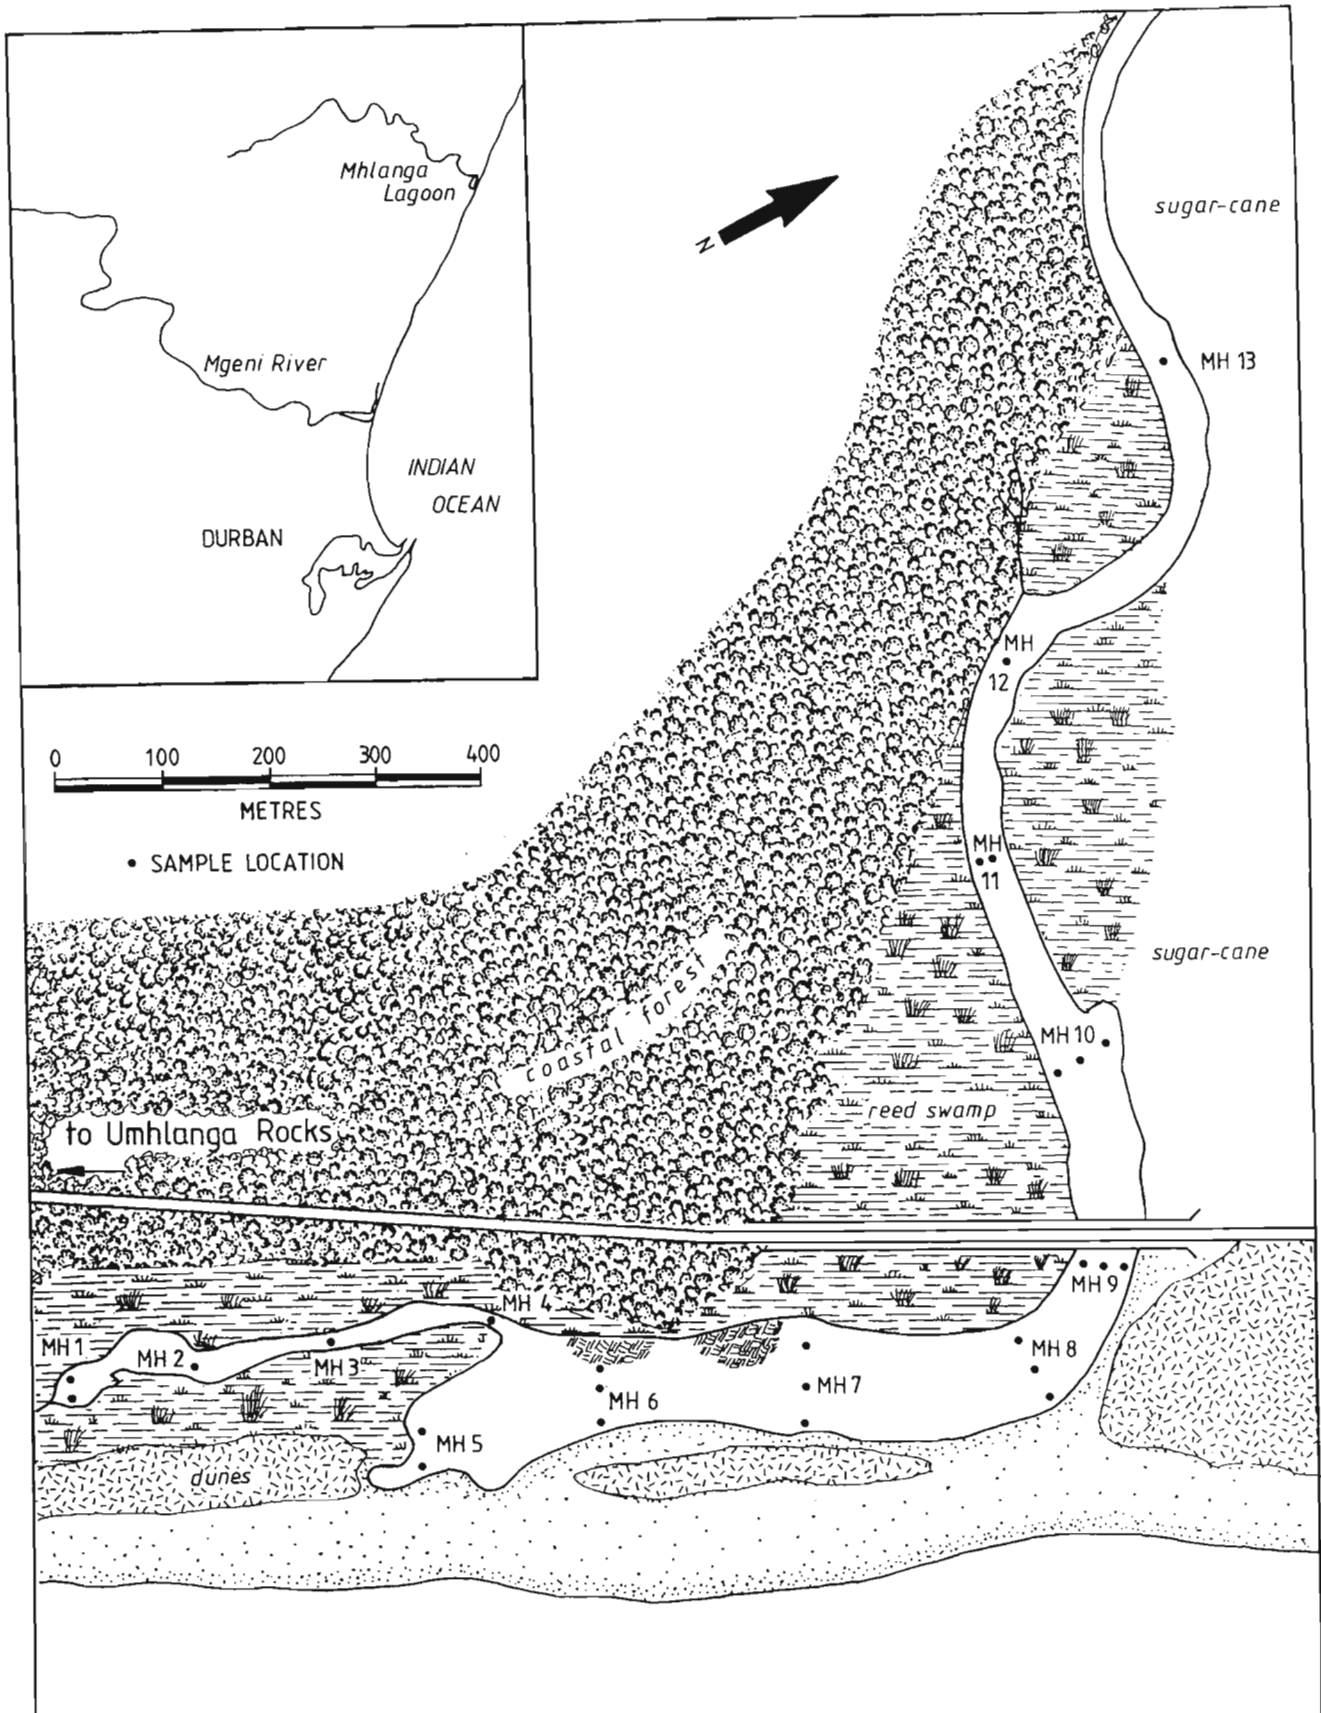 Mhlanga
Lagoon
Mgeni River
INDIAN
OCEAN
DURBAN
N
sugar-cane
MH 13
MH
12
0 100 200 300 400
METRES
• SAMPLE LOCATION
MH
11
sugar-cane
coastal forest
MH 10
reed swamp
to Umhlanga Rocks
MH 9
MH 4
MH 1
MH 2
MH 3
MH 8
MH 7
MH 6
MH 5
dunes